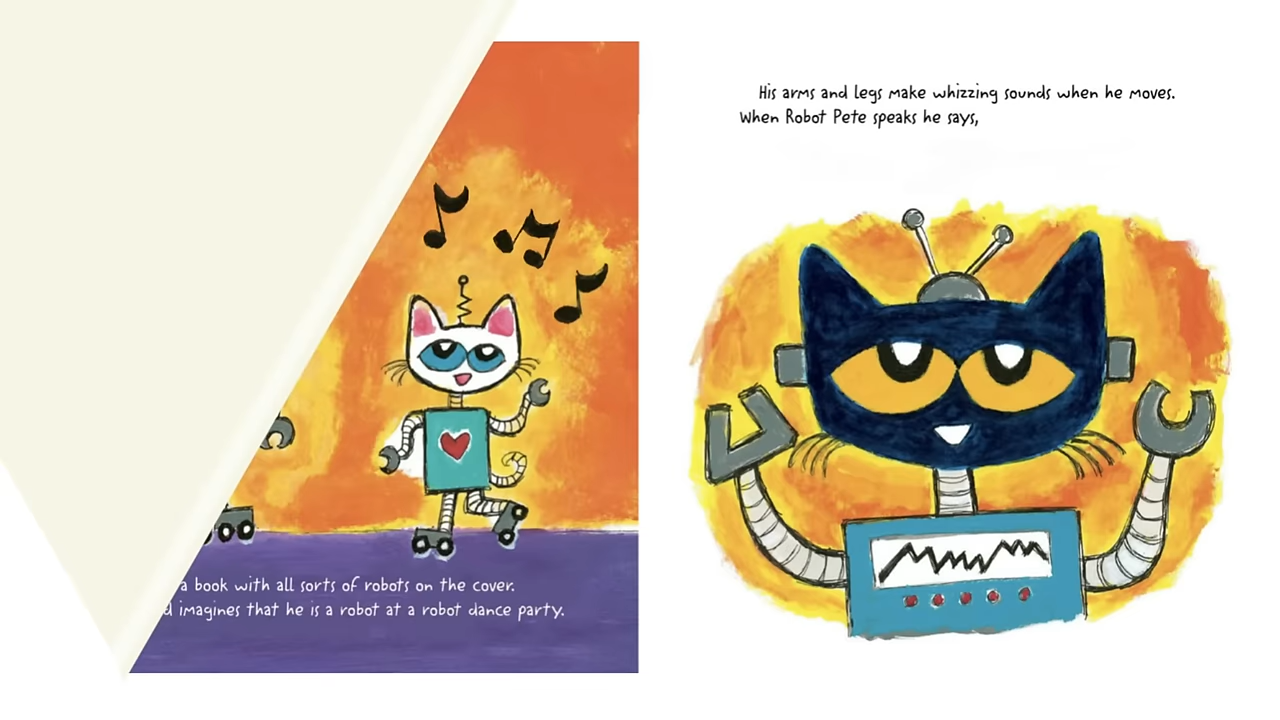 a book with all sorts of robots on the cover.
imagines that he is a robot at a robot dance party.
His arms and legs make whizzing sounds when he moves.
When Robot Pete speaks he says,